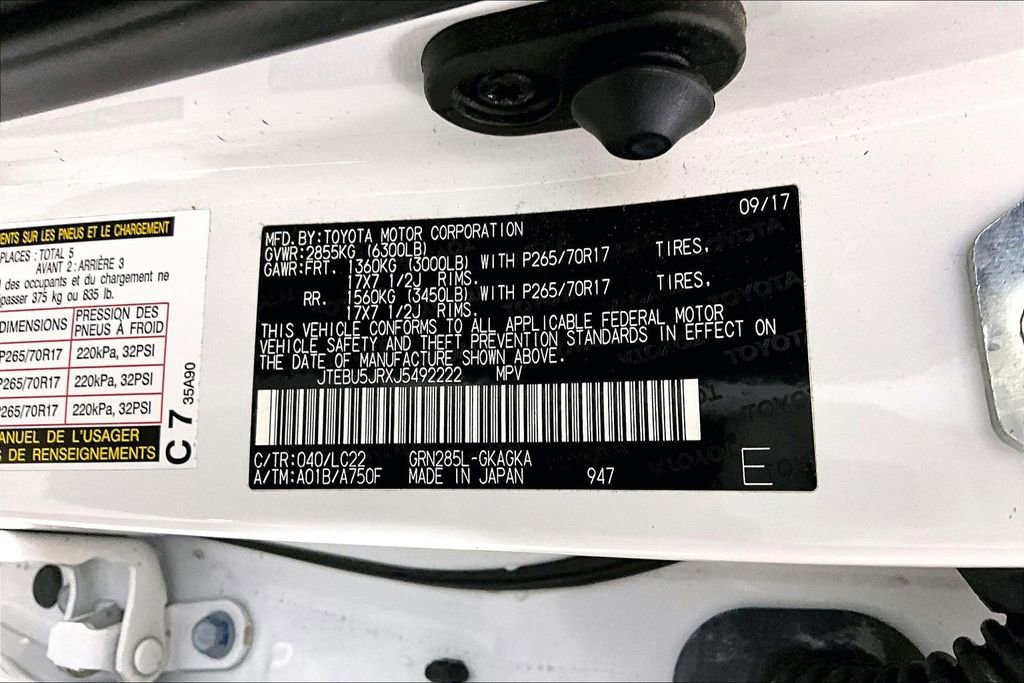 ENTS SUR LES PNEUS ET LE CHARGEMENT
PLACES : TOTAL 5
AVANT 2 : ARRIÈRE 3
des occupants et du chargement ne
passer 375 kg ou 835 lb.
DIMENSIONS PRESSION DES PNEUS À FROID
P265/70R17 220kPa, 32PSI
P265/70R17 220kPa, 32PSI
P265/70R17 220kPa, 32PSI
MANUEL DE L'USAGER
S DE RENSEIGNEMENTS
C 7 35A90
09/17
MFD.BY:TOYOTA MOTOR CORPORATION
GVWR:2855KG (6300LB)
GAWR:FRT. 1360KG (3000LB) WITH P265/70R17 TIRES,
17X7 1/2J RIMS.
RR. 1560KG (3450LB) WITH P265/70R17 TIRES,
17X7 1/2J RIMS.
THIS VEHICLE CONFORMS TO ALL APPLICABLE FEDERAL MOTOR
VEHICLE SAFETY AND THEFT PREVENTION STANDARDS IN EFFECT ON
THE DATE OF MANUFACTURE SHOWN ABOVE.
JTEBU5JRXJ5492222 MPV
C/TR:040/LC22 GRN285L-GKAGKA
A/TM:A01B/A750F MADE IN JAPAN 947
E